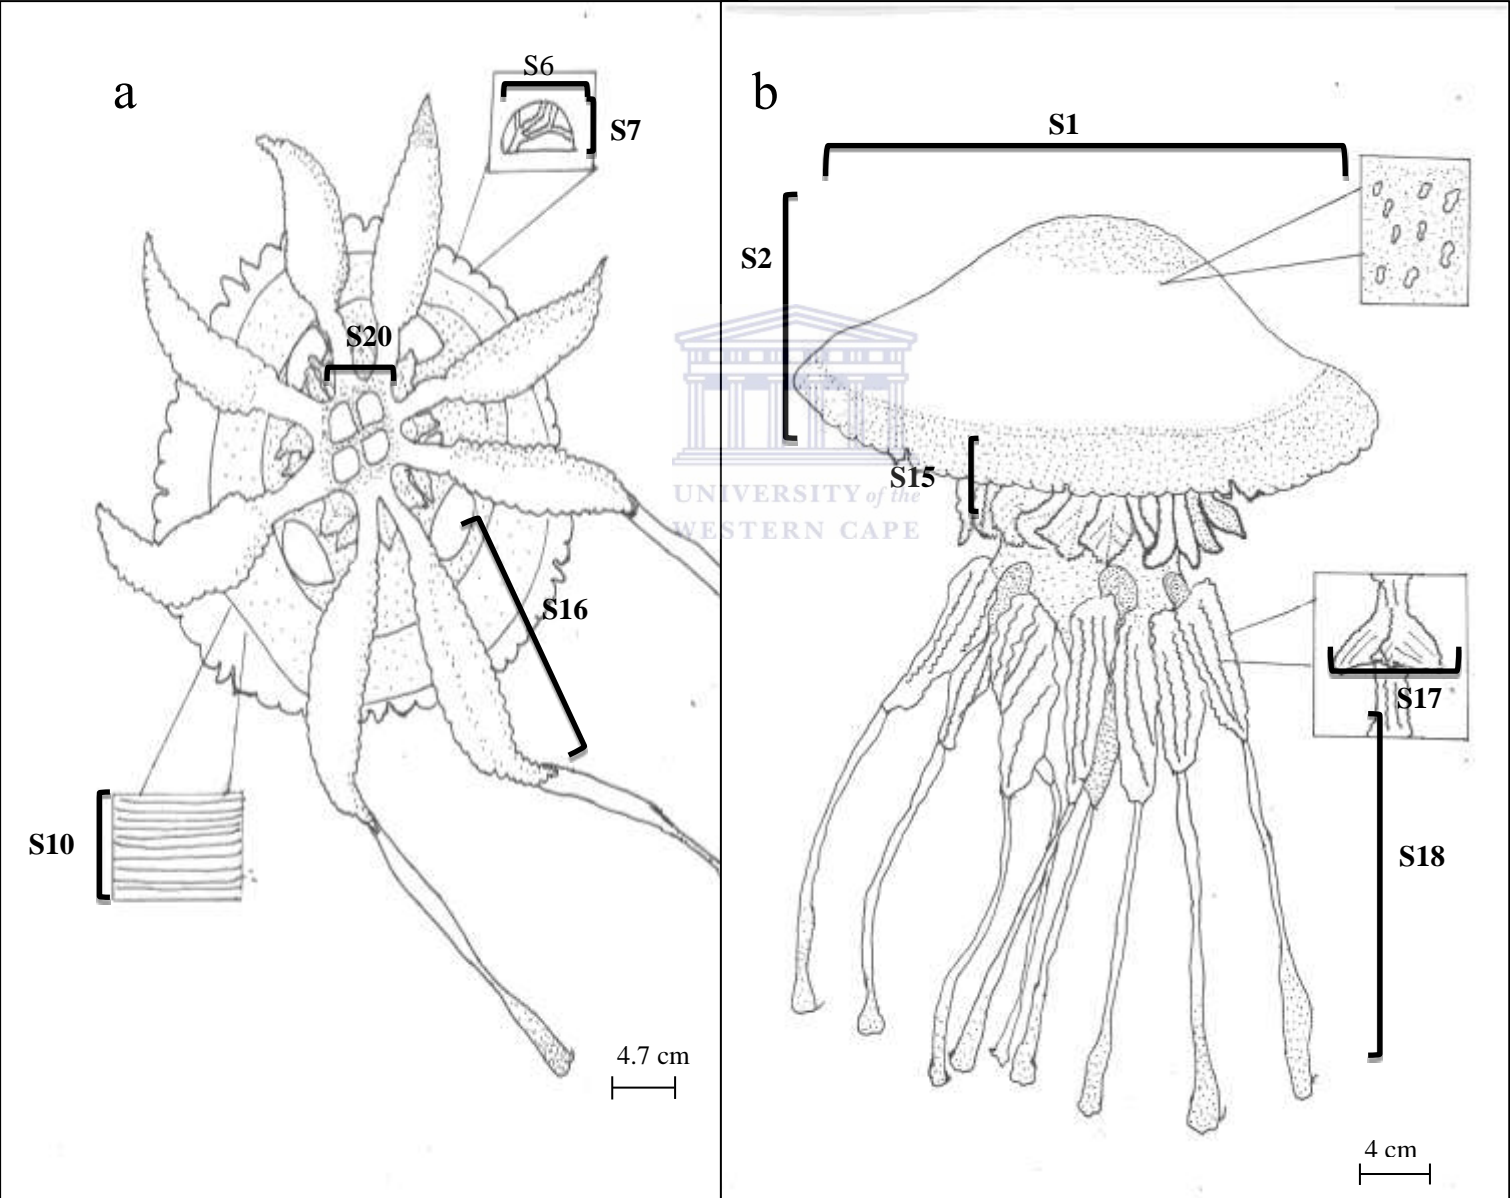 a
S6
S7
S20
S16
S10
4.7 cm
b
S1
S2
S15
UNIVERSITY of the
WESTERN CAPE
S17
S18
4 cm